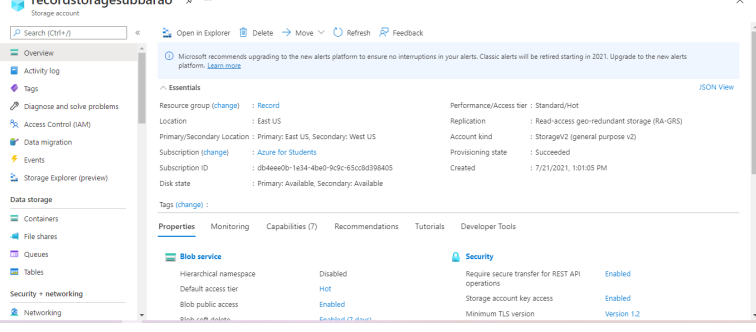 recordstoragesubbarao
Storage account
Search (Ctrl+/)
«
Open in Explorer Delete Move Refresh Feedback
Overview
Activity log
Tags
Diagnose and solve problems
Access Control (IAM)
Data migration
Events
Storage Explorer (preview)
Data storage
Containers
File shares
Queues
Tables
Security + networking
Networking
Microsoft recommends upgrading to the new alerts platform to ensure no interruptions in your alerts. Classic alerts will be retired starting in 2021. Upgrade to the new alerts
platform. Learn more
Essentials JSON View
Resource group (change) : Record
Location : East US
Primary/Secondary Location : Primary: East US, Secondary: West US
Subscription (change) : Azure for Students
Subscription ID : db4eee0b-1e34-4be0-9c9c-65cc8d398405
Disk state : Primary: Available, Secondary: Available
Performance/Access tier : Standard/Hot
Replication : Read-access geo-redundant storage (RA-GRS)
Account kind : StorageV2 (general purpose v2)
Provisioning state : Succeeded
Created : 7/21/2021, 1:01:05 PM
Tags (change) :
Properties Monitoring Capabilities (7) Recommendations Tutorials Developer Tools
Blob service
Hierarchical namespace Disabled
Default access tier Hot
Blob public access Enabled
Blob soft delete Enabled (7 days)
Security
Require secure transfer for REST API Enabled
operations
Storage account key access Enabled
Minimum TLS version Version 1.2